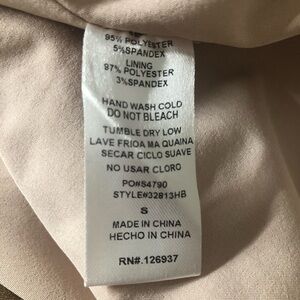 95% POLYESTER
5%SPANDEX
LINING
97% POLYESTER
3%SPANDEX
HAND WASH COLD
DO NOT BLEACH
TUMBLE DRY LOW
LAVE FRIOA MA QUAINA
SECAR CICLO SUAVE
NO USAR CLORO
PO#S4790
STYLE#32813HB
S
MADE IN CHINA
HECHO IN CHINA
RN#.126937